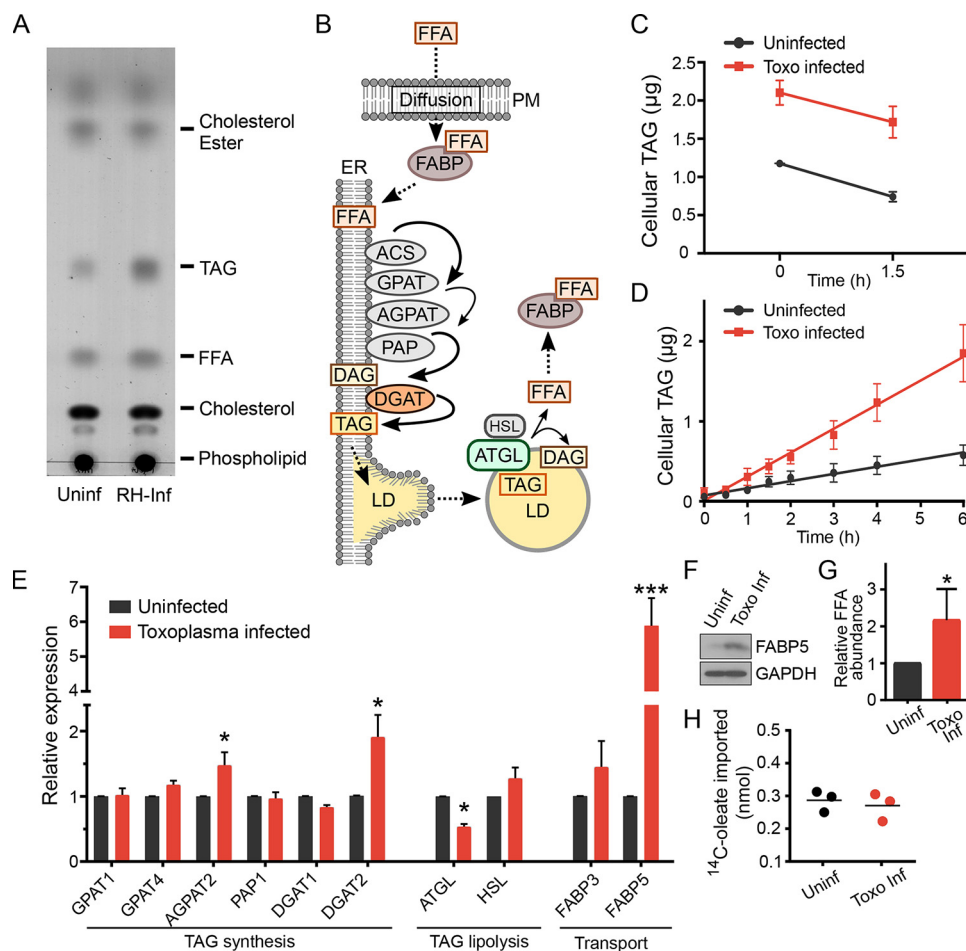 A
Cholesterol
Ester
TAG
FFA
Cholesterol
Phospholipid
Uninf RH-Inf
B
FFA
Diffusion PM
FFA
FABP
ER
FFA
ACS
GPAT
AGPAT
PAP
DAG
DGAT
TAG
LD
FFA
FABP
FFA
HSL
ATGL
DAG
TAG
LD
C
Uninfected
Toxo infected
Cellular TAG (µg)
2.5
2.0
1.5
1.0
0.5
0
0 1.5
Time (h)
D
Uninfected
Toxo infected
Cellular TAG (µg)
2
1
0
0 1 2 3 4 5 6
Time (h)
E
Uninfected
Toxoplasma infected
Relative expression
7
6
5
2
1
0
* * * ***
GPAT1 GPAT4 AGPAT2 PAP1 DGAT1 DGAT2 ATGL HSL FABP3 FABP5
TAG synthesis TAG lipolysis Transport
F
Uninf Toxo Inf
FABP5
GAPDH
G
Relative FFA
abundance
3
2
1
0
*
Uninf Toxo
Inf
H
14C-oleate imported
(nmol)
0.5
0.3
0.1
Uninf Toxo Inf